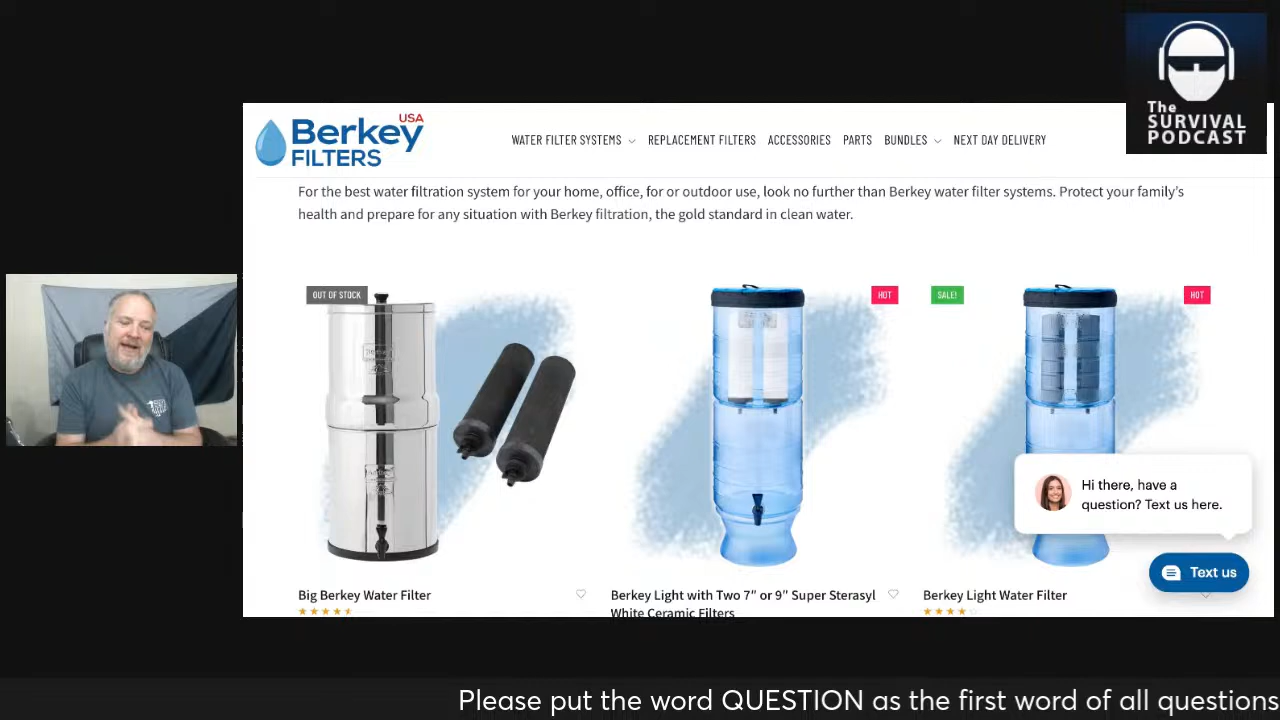 The
SURVIVAL
PODCAST
USA
Berkey
FILTERS
WATER FILTER SYSTEMS REPLACEMENT FILTERS ACCESSORIES PARTS BUNDLES NEXT DAY DELIVERY
For the best water filtration system for your home, office, for or outdoor use, look no further than Berkey water filter systems. Protect your family's
health and prepare for any situation with Berkey filtration, the gold standard in clean water.
OUT OF STOCK
HOT
SALE!
HOT
Hi there, have a
question? Text us here.
Text us
Big Berkey Water Filter
Berkey Light with Two 7" or 9" Super Sterasyl
White Ceramic Filters
Berkey Light Water Filter
Please put the word QUESTION as the first word of all questions